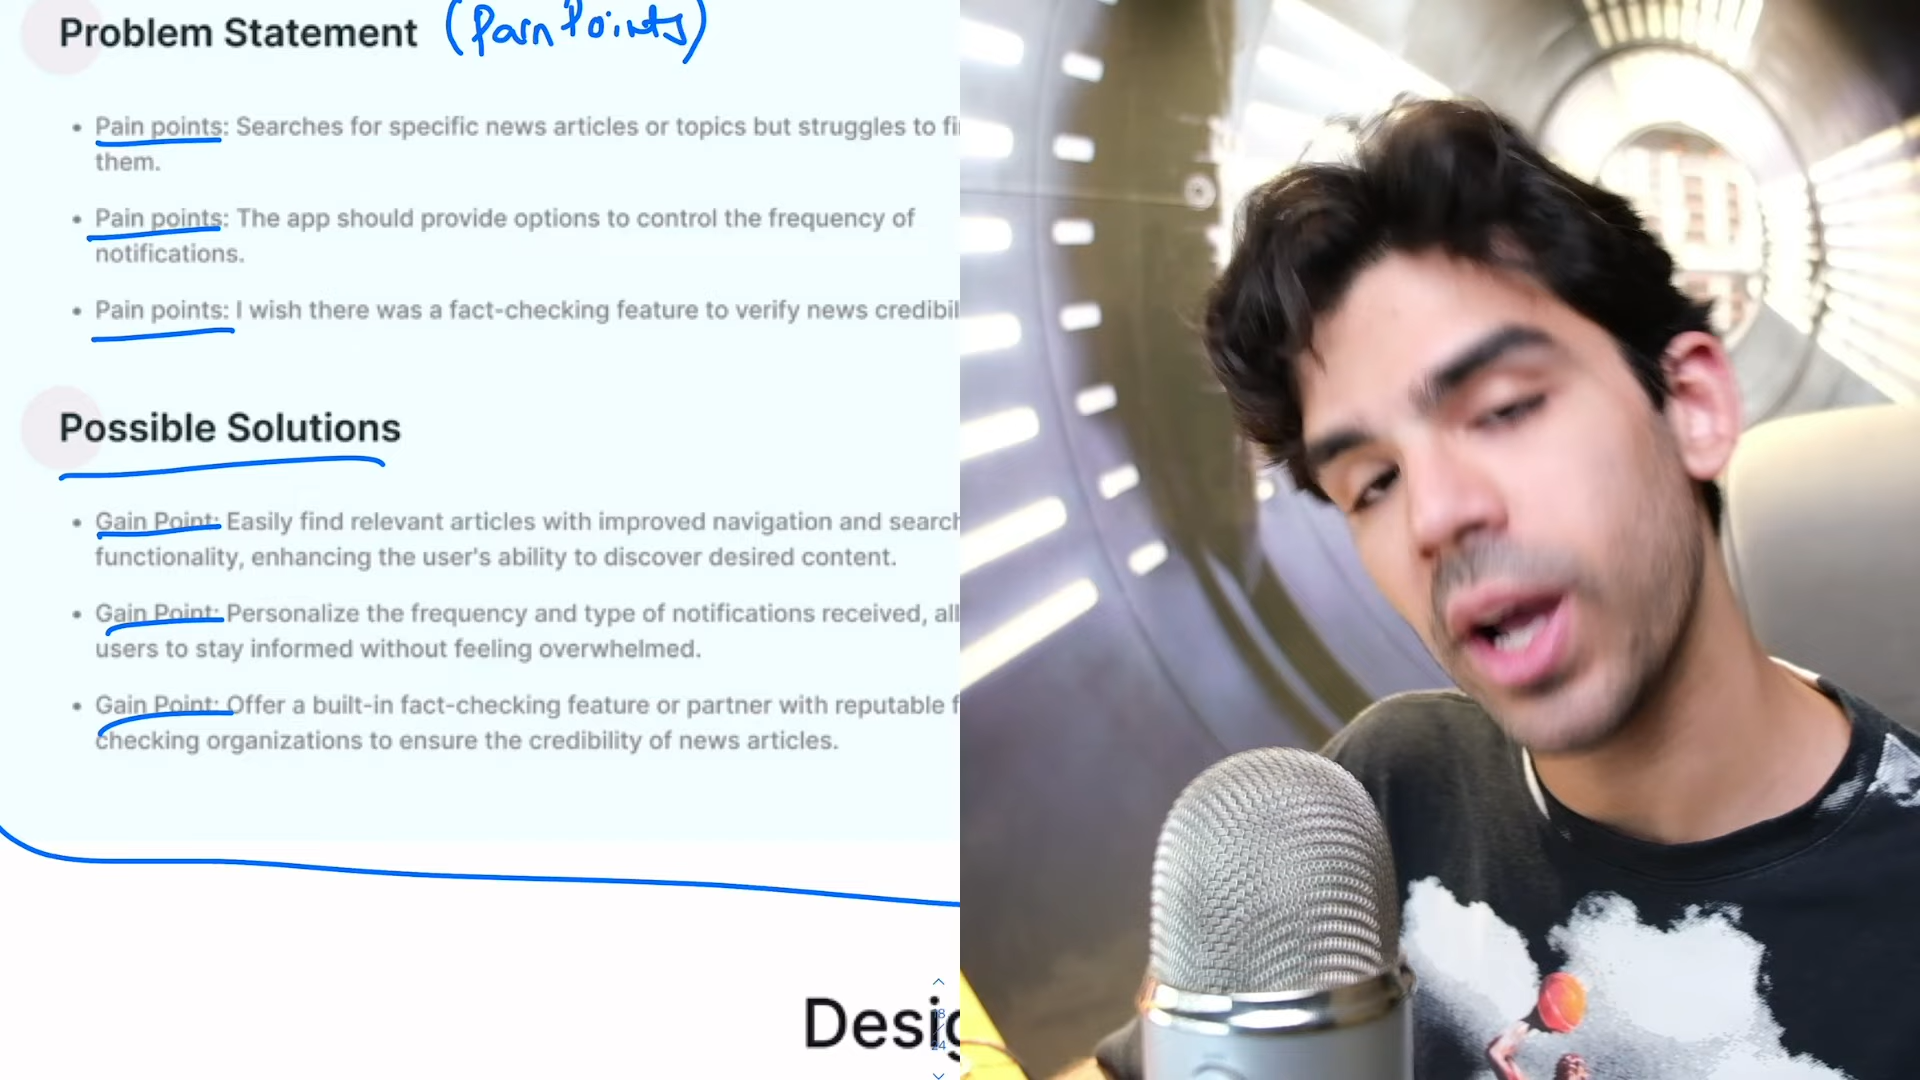 Problem Statement (Pain Points)
• Pain points: Searches for specific news articles or topics but struggles to fi
them.
• Pain points: The app should provide options to control the frequency of
notifications.
• Pain points: I wish there was a fact-checking feature to verify news credibil
Possible Solutions
• Gain Point: Easily find relevant articles with improved navigation and search
functionality, enhancing the user's ability to discover desired content.
• Gain Point: Personalize the frequency and type of notifications received, all
users to stay informed without feeling overwhelmed.
• Gain Point: Offer a built-in fact-checking feature or partner with reputable f
checking organizations to ensure the credibility of news articles.
Desig
24